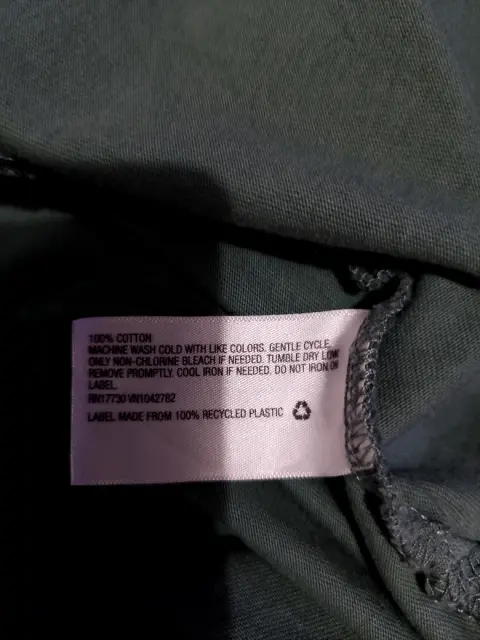 100% COTTON
MACHINE WASH COLD WITH LIKE COLORS. GENTLE CYCLE,
ONLY NON-CHLORINE BLEACH IF NEEDED. TUMBLE DRY LOW
REMOVE PROMPTLY. COOL IRON IF NEEDED. DO NOT IRON ON
LABEL.
RN17730 VN1042782
LABEL MADE FROM 100% RECYCLED PLASTIC